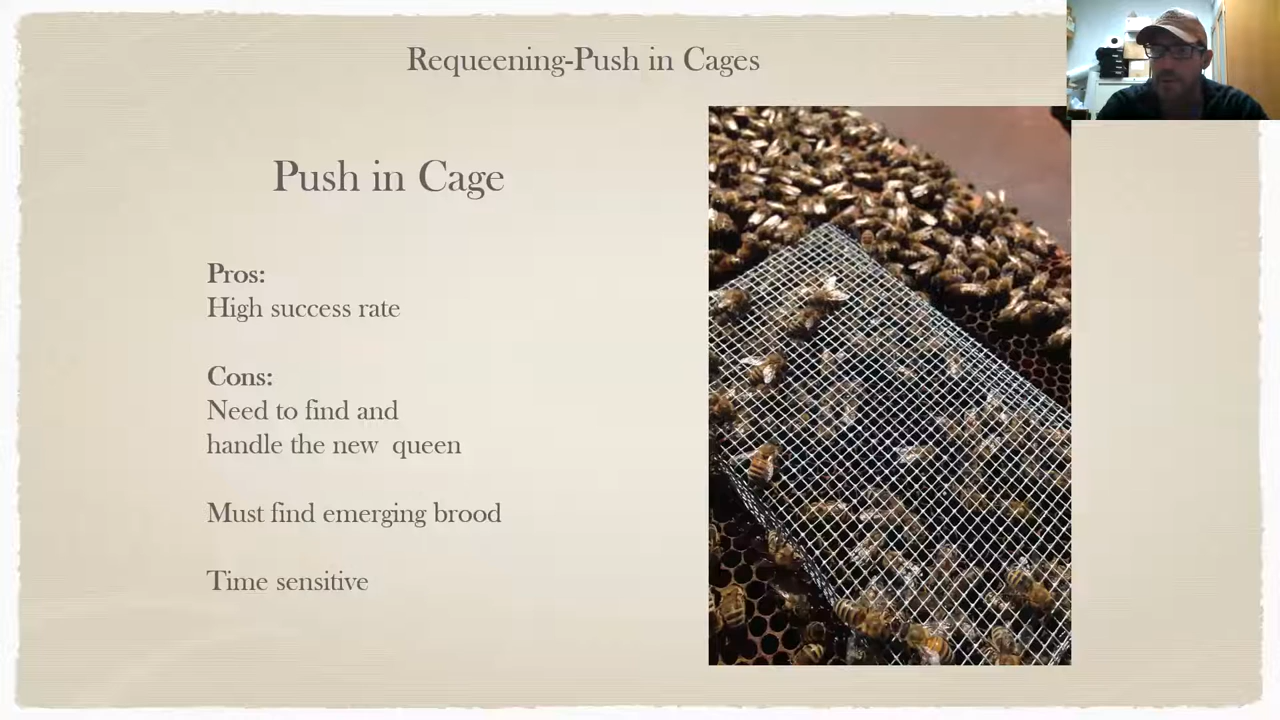 Requeening-Push in Cages
Push in Cage
Pros:
High success rate
Cons:
Need to find and
handle the new  queen
Must find emerging brood
Time sensitive